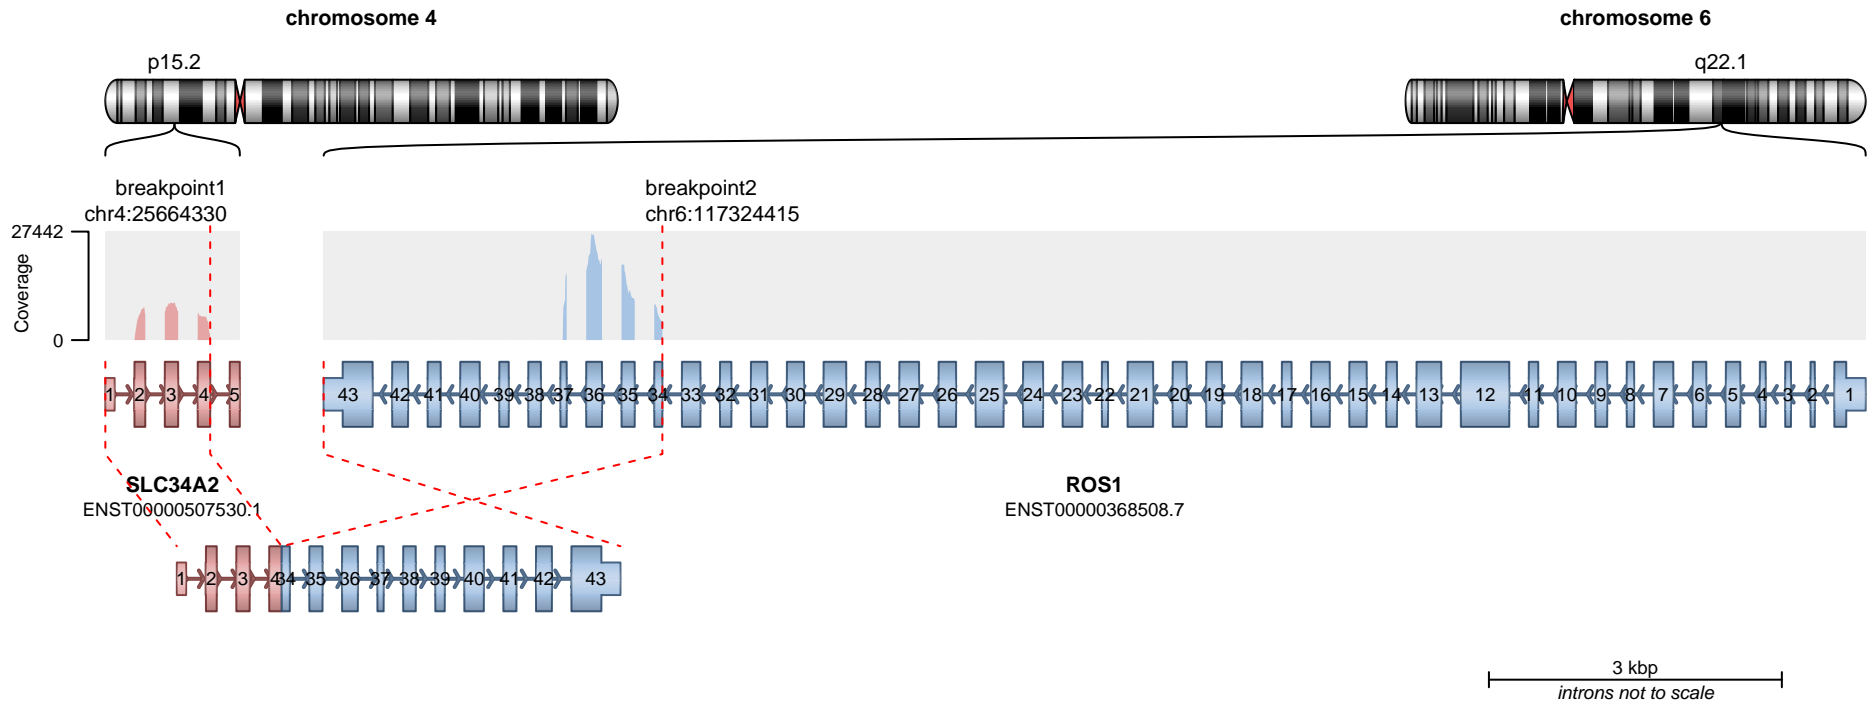 chromosome 4
chromosome 6
p15.2
q22.1
breakpoint1
chr4:25664330
breakpoint2
chr6:117324415
27442
Coverage
0
1 2 3 4 5
43 42 41 40 39 38 37 36 35 34 33 32 31 30 29 28 27 26 25 24 23 22 21 20 19 18 17 16 15 14 13 12 11 10 9 8 7 6 5 4 3 2 1
SLC34A2
ENST00000507530.1
ROS1
ENST00000368508.7
1 2 3 4 34 35 36 37 38 39 40 41 42 43
3 kbp
introns not to scale